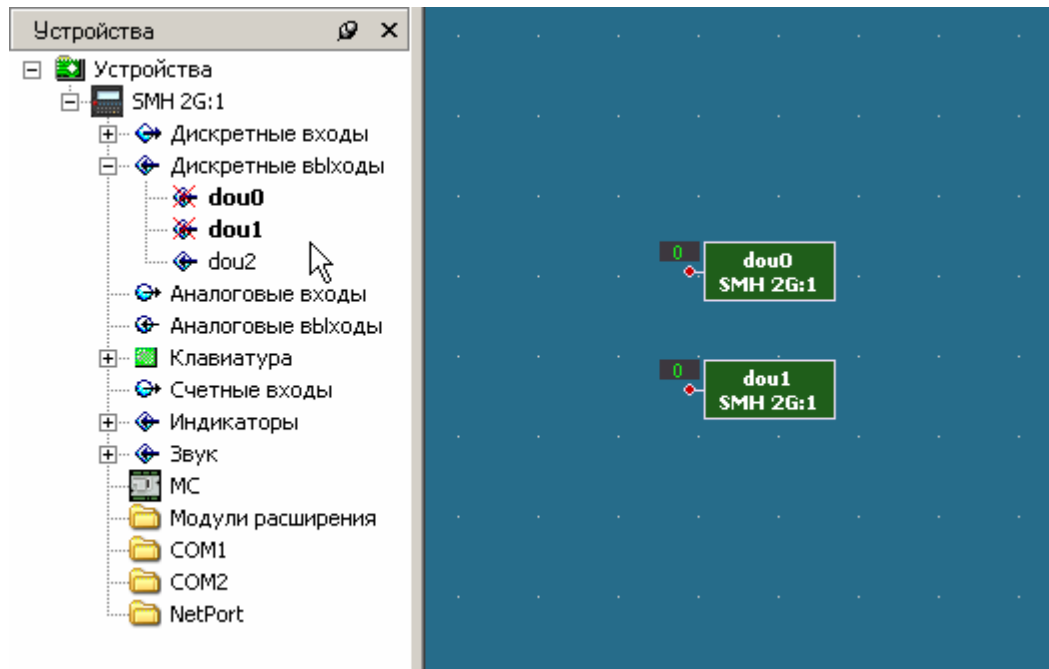 Устройства
Устройства
SMH 2G:1
Дискретные входы
Дискретные выходы
dou0
dou1
dou2
Аналоговые входы
Аналоговые выходы
Клавиатура
Счетные входы
Индикаторы
Звук
MC
Модули расширения
COM1
COM2
NetPort
0
dou0
SMH 2G:1
0
dou1
SMH 2G:1